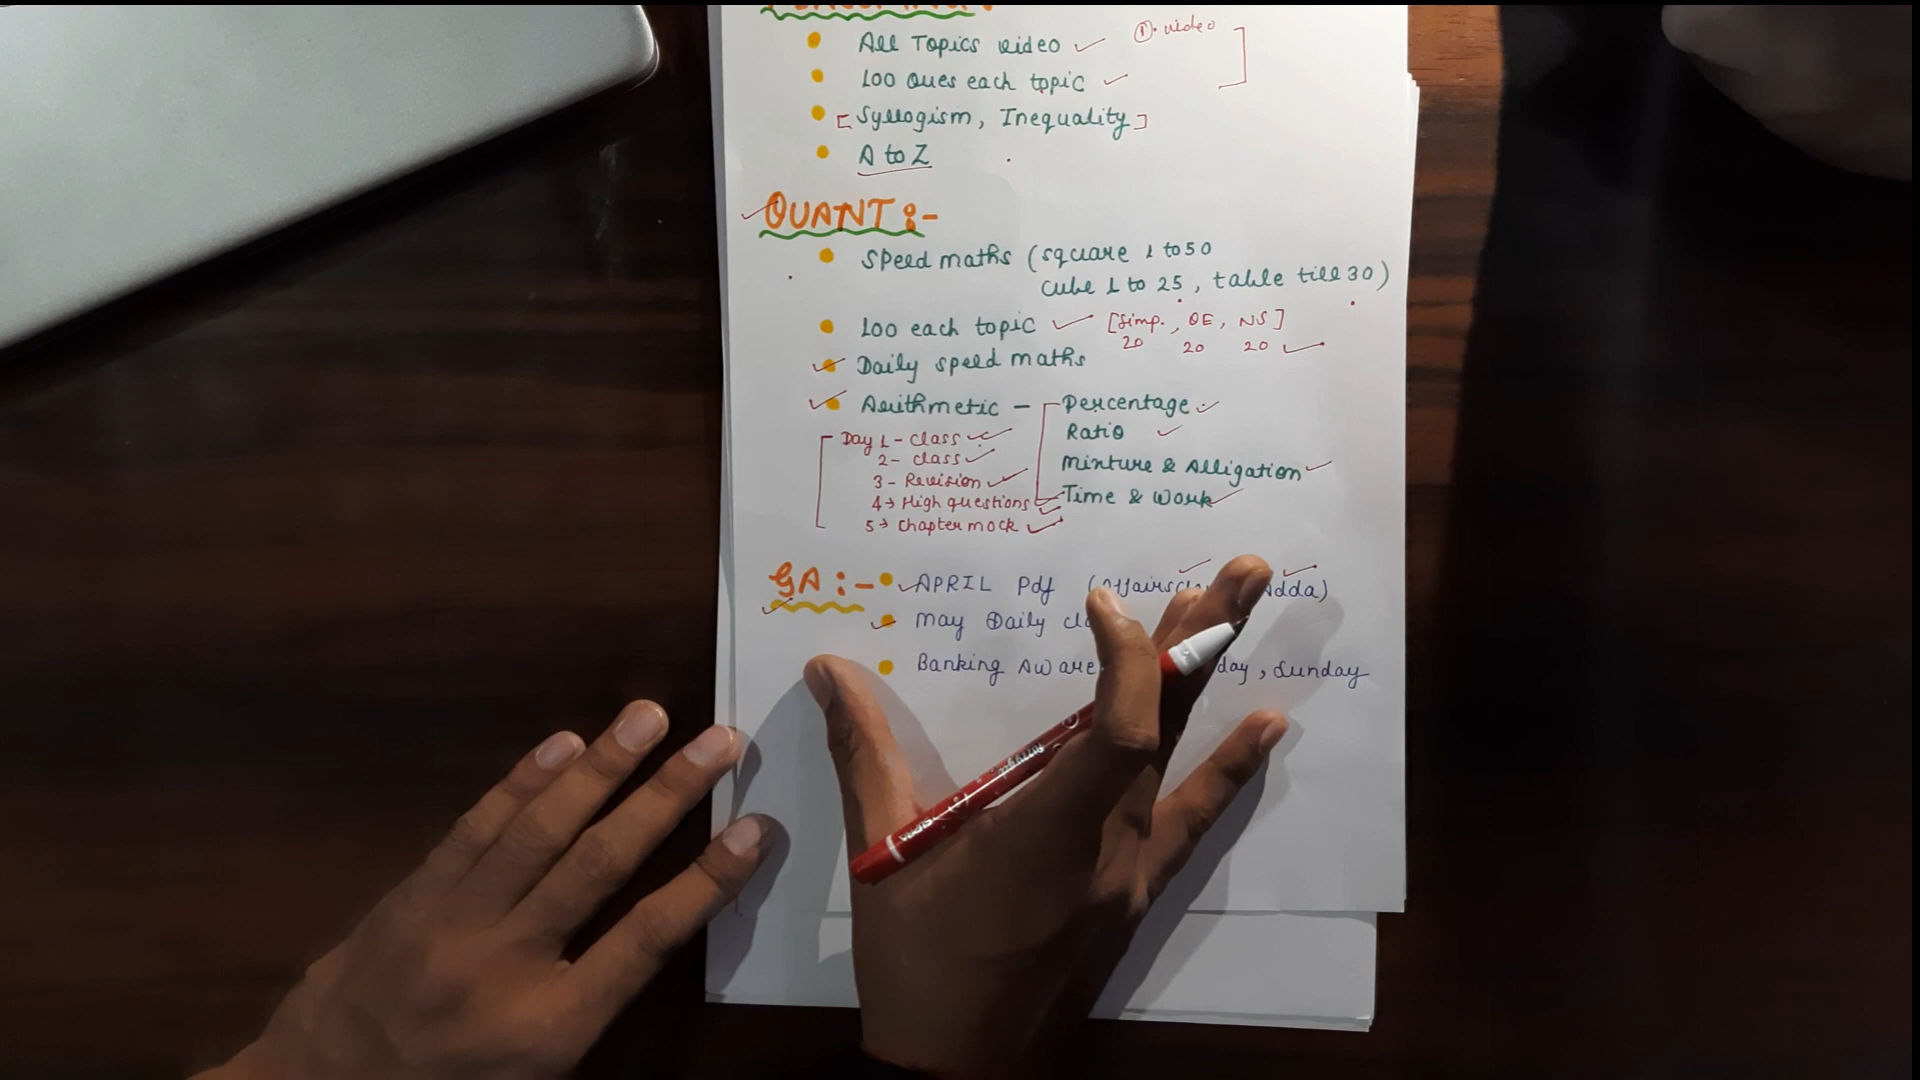 All Topics video ①. video
100 Ques each topic
[Syllogism, Inequality]
A to Z
QUANT :-
Speed maths (square 1 to 50
cube 1 to 25, table till 30)
100 each topic [Simp., QE, NS]
20 20 20
Daily speed maths
Arithmetic - Percentage
Ratio
Mixture & Alligation
Time & Work
Day 1 - class
2 - class
3 - Revision
4 → High questions
5 → Chapter mock
GA :- APRIL Pdf (Adda)
May Daily
Banking , Sunday